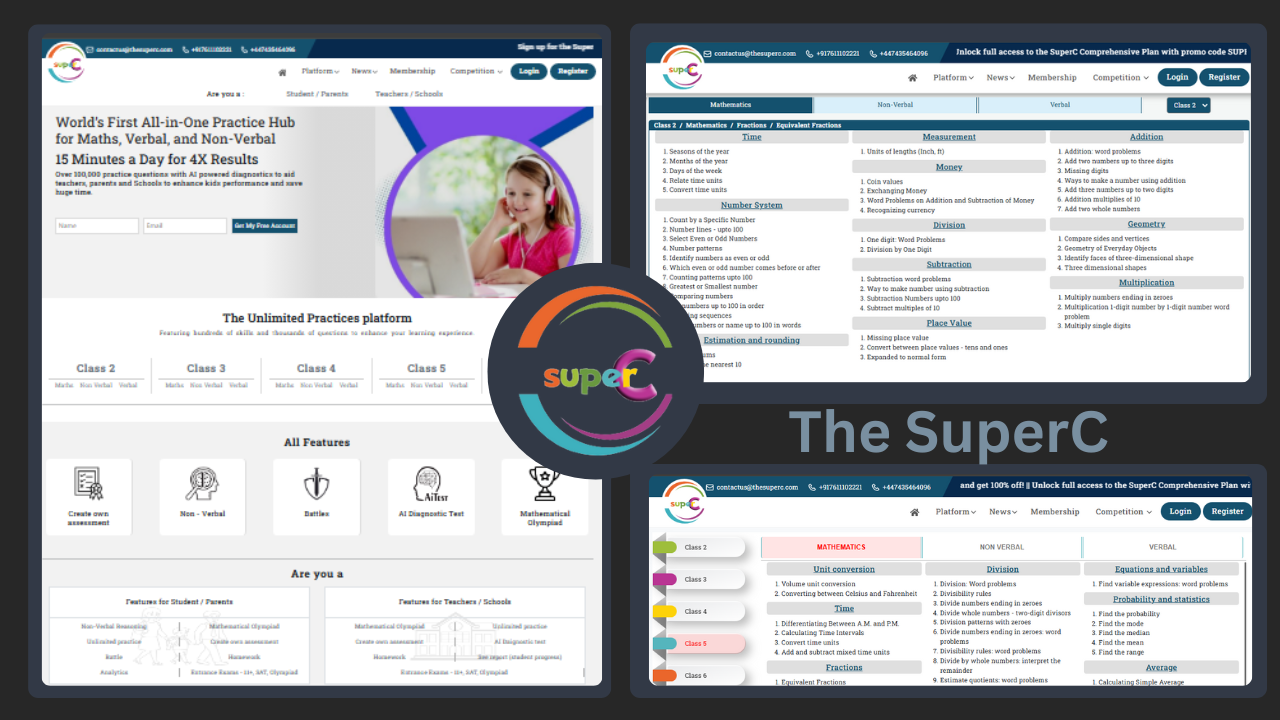 superC
contactus@thesuperc.com +917611102221 +447435464096 Sign up for the Super
Platform News Membership Competition Login Register
Are you a : Student / Parents Teachers / Schools
World's First All-in-One Practice Hub
for Maths, Verbal, and Non-Verbal
15 Minutes a Day for 4X Results
Over 100,000 practice questions with AI powered diagnostics to aid
teachers, parents and Schools to enhance kids performance and save
huge time.
Name Email Get My Free Account
The Unlimited Practices platform
Featuring hundreds of skills and thousands of questions to enhance your learning experience.
Class 2 Class 3 Class 4 Class 5
Maths Non Verbal Verbal Maths Non Verbal Verbal Maths Non Verbal Verbal Maths Non Verbal Verbal
All Features
Create own
assessment
Non - Verbal
Battles
AiTest
AI Diagnostic Test
Mathematical
Olympiad
Are you a
Features for Student / Parents
Non-Verbal Reasoning | Mathematical Olympiad
Unlimited practice Create own assessment
Battle | Homework
Analytics | Entrance Exams - 11+, SAT, Olympiad
Features for Teachers / Schools
Mathematical Olympiad | Unlimited practice
Create own assessment AI Daignostic test
Homework | See report (student progress)
Entrance Exams - 11+, SAT, Olympiad
superC
superC
contactus@thesuperc.com +917611102221 +447435464096 Inlock full access to the SuperC Comprehensive Plan with promo code SUPI
Platform News Membership Competition Login Register
Mathematics Non-Verbal Verbal Class 2
Class 2 / Mathematics / Fractions / Equivalent Fractions
Time
1. Seasons of the year
2. Months of the year
3. Days of the week
4. Relate time units
5. Convert time units
Number System
1. Count by a Specific Number
2. Number lines - upto 100
3. Select Even or Odd Numbers
4. Number patterns
5. Identify numbers as even or odd
6. Which even or odd number comes before or after
7. Counting patterns upto 100
8. Greatest or Smallest number
omparing numbers
numbers up to 100 in order
ing sequences
umbers or name up to 100 in words
Estimation and rounding
ums
e nearest 10
Measurement
1. Units of lengths (Inch, ft)
Money
1. Coin values
2. Exchanging Money
3. Word Problems on Addition and Subtraction of Money
4. Recognizing currency
Division
1. One digit: Word Problems
2. Division by One Digit
Subtraction
1. Subtraction word problems
2. Way to make number using subtraction
3. Subtraction Numbers upto 100
4. Subtract multiples of 10
Place Value
1. Missing place value
2. Convert between place values - tens and ones
3. Expanded to normal form
Addition
1. Addition: word problems
2. Add two numbers up to three digits
3. Missing digits
4. Ways to make a number using addition
5. Add three numbers up to two digits
6. Addition multiplies of 10
7. Add two whole numbers
Geometry
1. Compare sides and vertices
2. Geometry of Everyday Objects
3. Identify faces of three-dimensional shape
4. Three dimensional shapes
Multiplication
1. Multiply numbers ending in zeroes
2. Multiplication 1-digit number by 1-digit number word
problem
3. Multiply single digits
The SuperC
superC
contactus@thesuperc.com +917611102221 +447435464096 and get 100% off! || Unlock full access to the SuperC Comprehensive Plan wi
Platform News Membership Competition Login Register
Class 2
Class 3
Class 4
Class 5
Class 6
MATHEMATICS NON VERBAL VERBAL
Unit conversion
1. Volume unit conversion
2. Converting between Celsius and Fahrenheit
Time
1. Differentiating Between A.M. and P.M.
2. Calculating Time Intervals
3. Convert time units
4. Add and subtract mixed time units
Fractions
1. Equivalent Fractions
Division
1. Division: Word problems
2. Divisibility rules
3. Divide numbers ending in zeroes
4. Divide whole numbers - two-digit divisors
5. Division patterns with zeroes
6. Divide numbers ending in zeroes: word
problems
7. Divisibility rules: word problems
8. Divide by whole numbers: interpret the
remainder
9. Estimate quotients: word problems
Equations and variables
1. Find variable expressions: word problems
Probability and statistics
1. Find the probability
2. Find the mode
3. Find the median
4. Find the mean
5. Find the range
Average
1. Calculating Simple Average